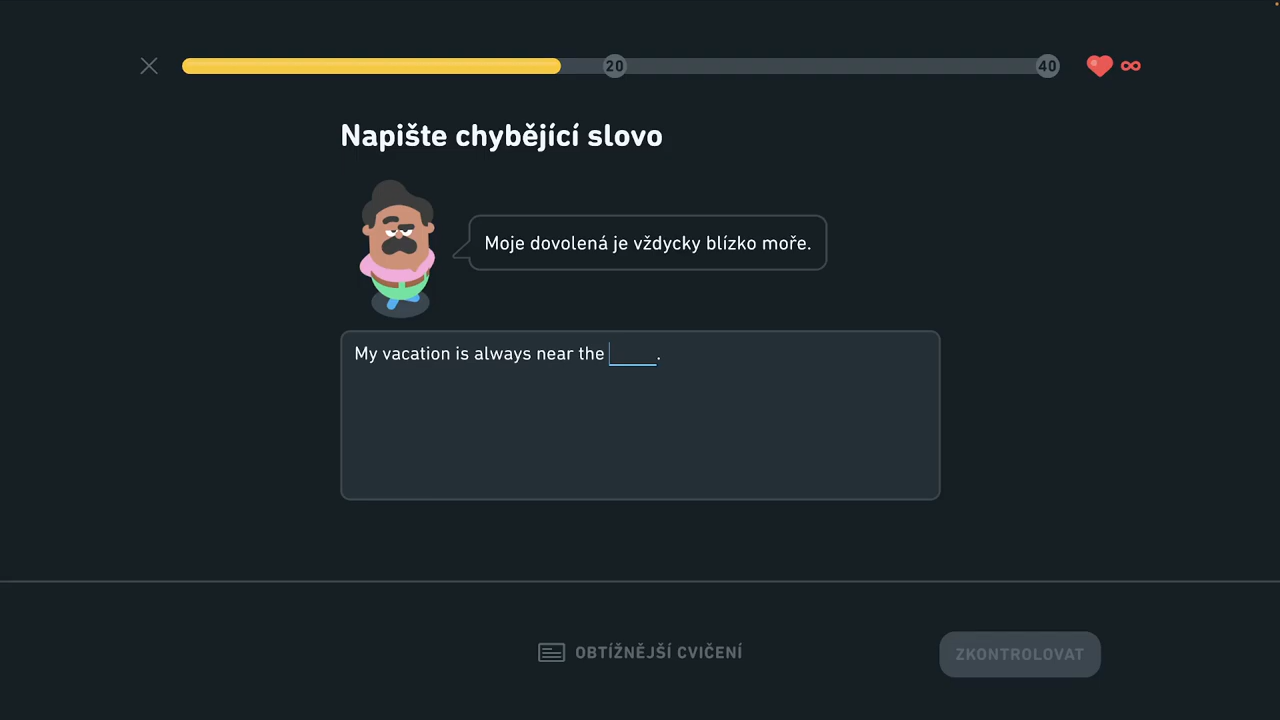 20
40
∞
Napište chybějící slovo
Moje dovolená je vždycky blízko moře.
My vacation is always near the _____.
OBTÍŽNĚJŠÍ CVIČENÍ
ZKONTROLOVAT